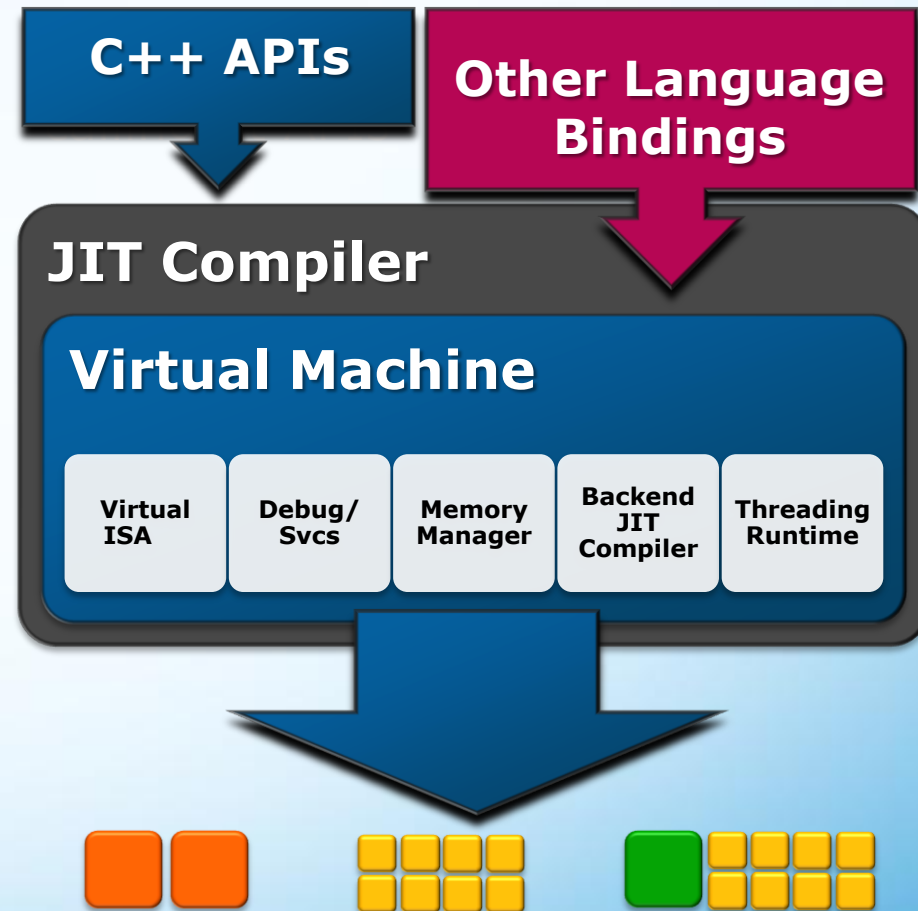 C++ APIs
Other Language
Bindings
JIT Compiler
Virtual Machine
Virtual
ISA
Debug/
Svcs
Memory
Manager
Backend
JIT
Compiler
Threading
Runtime